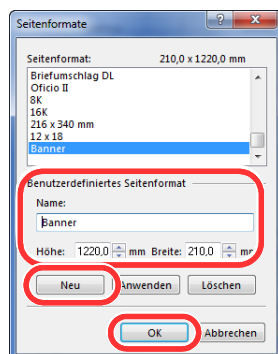 Seitenformate
Seitenformat: 210,0 x 1220,0 mm
Briefumschlag DL
Oficio II
8K
16K
216 x 340 mm
12 x 18
Banner
Benutzerdefiniertes Seitenformat
Name:
Banner
Höhe: 1220,0 mm Breite: 210,0 mm
Neu Anwenden Löschen
OK Abbrechen